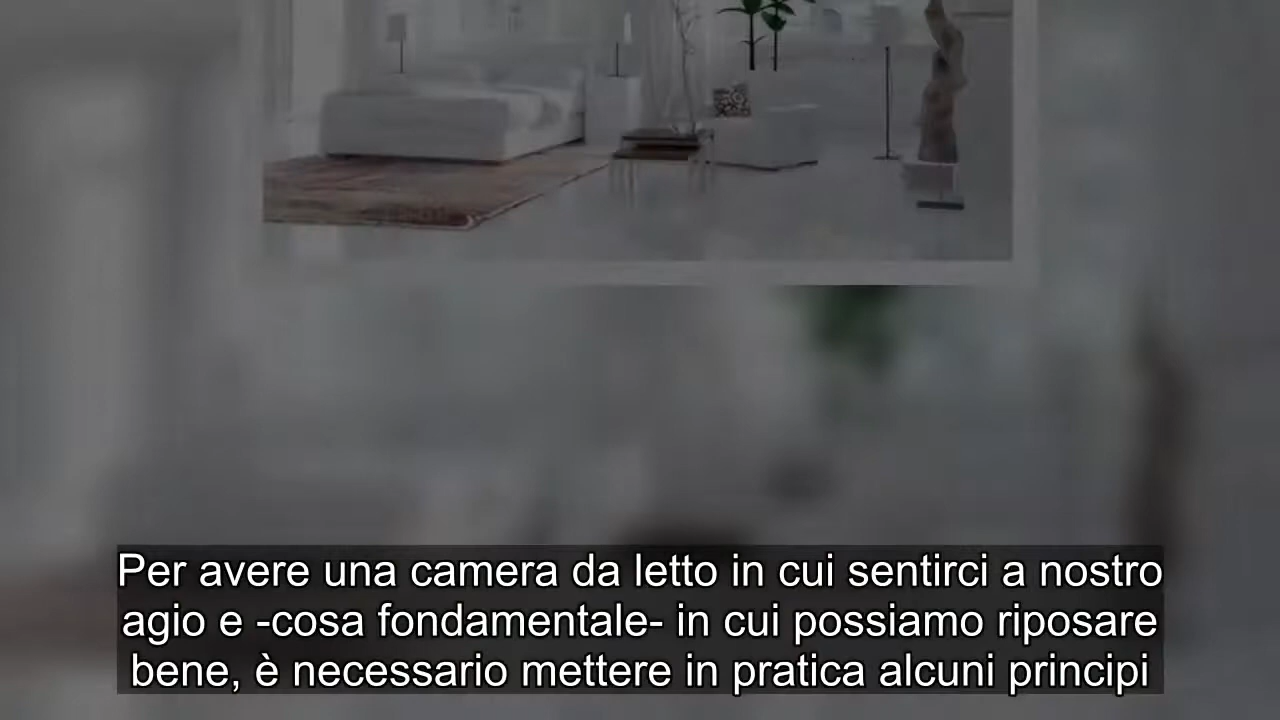 Per avere una camera da letto in cui sentirci a nostro
agio e -cosa fondamentale- in cui possiamo riposare
bene, è necessario mettere in pratica alcuni principi